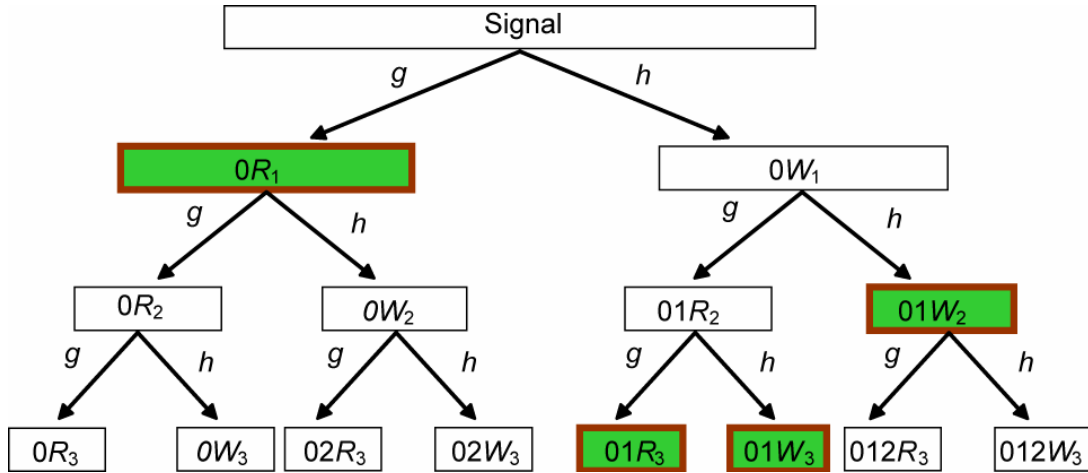 Signal
g h
0R₁ 0W₁
g h g h
0R₂ 0W₂ 01R₂ 01W₂
g h g h g h g h
0R₃ 0W₃ 02R₃ 02W₃ 01R₃ 01W₃ 012R₃ 012W₃